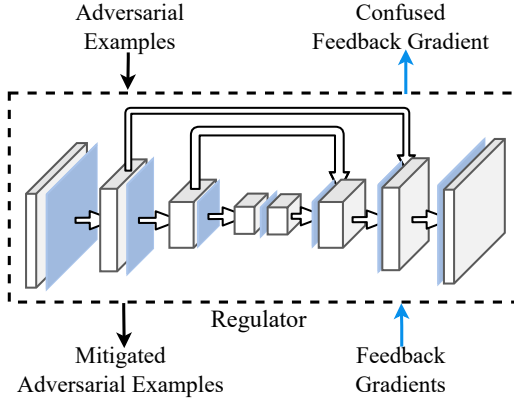 Adversarial
Examples
Confused
Feedback Gradient
Regulator
Mitigated
Adversarial Examples
Feedback
Gradients